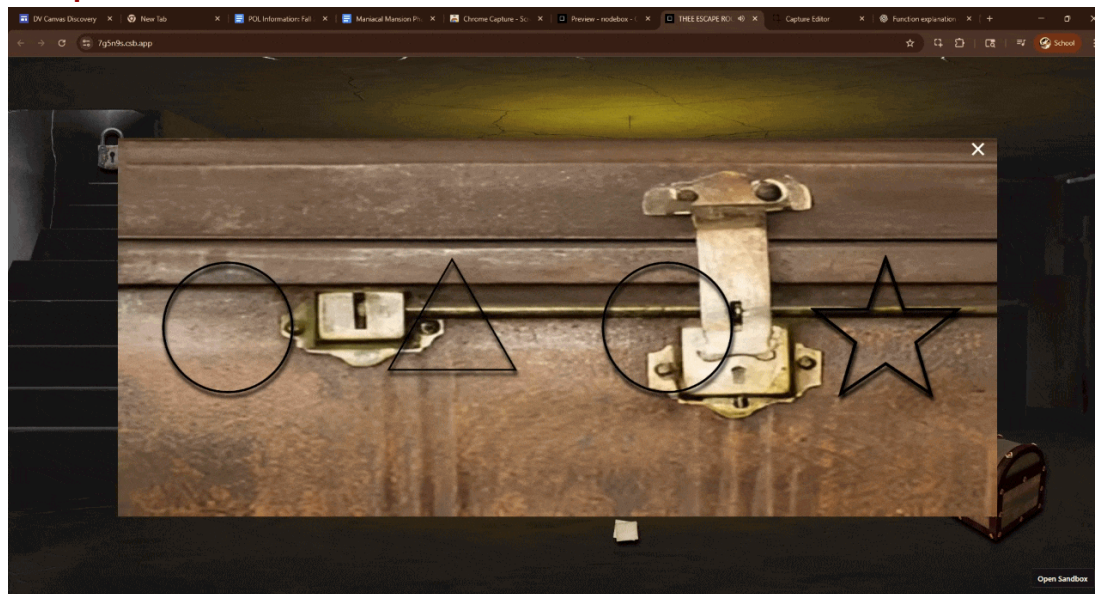 DV Canvas Discovery
New Tab
PDL Information: Fall
Maniacal Mansion Pr
Chrome Capture - Sc
Preview - nodebox - C
THEE ESCAPE RO
Capture Editor
Function explanation
7g5n9s.csb.app
School
Open Sandbox